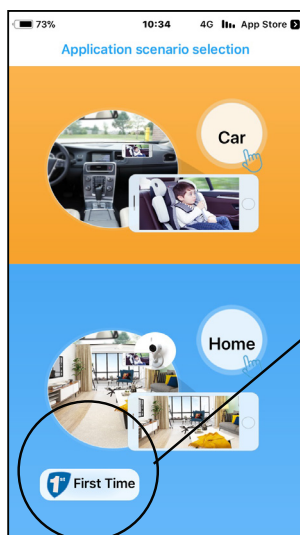 73% 10:34 4G App Store
Application scenario selection
Car
Home
1st First Time